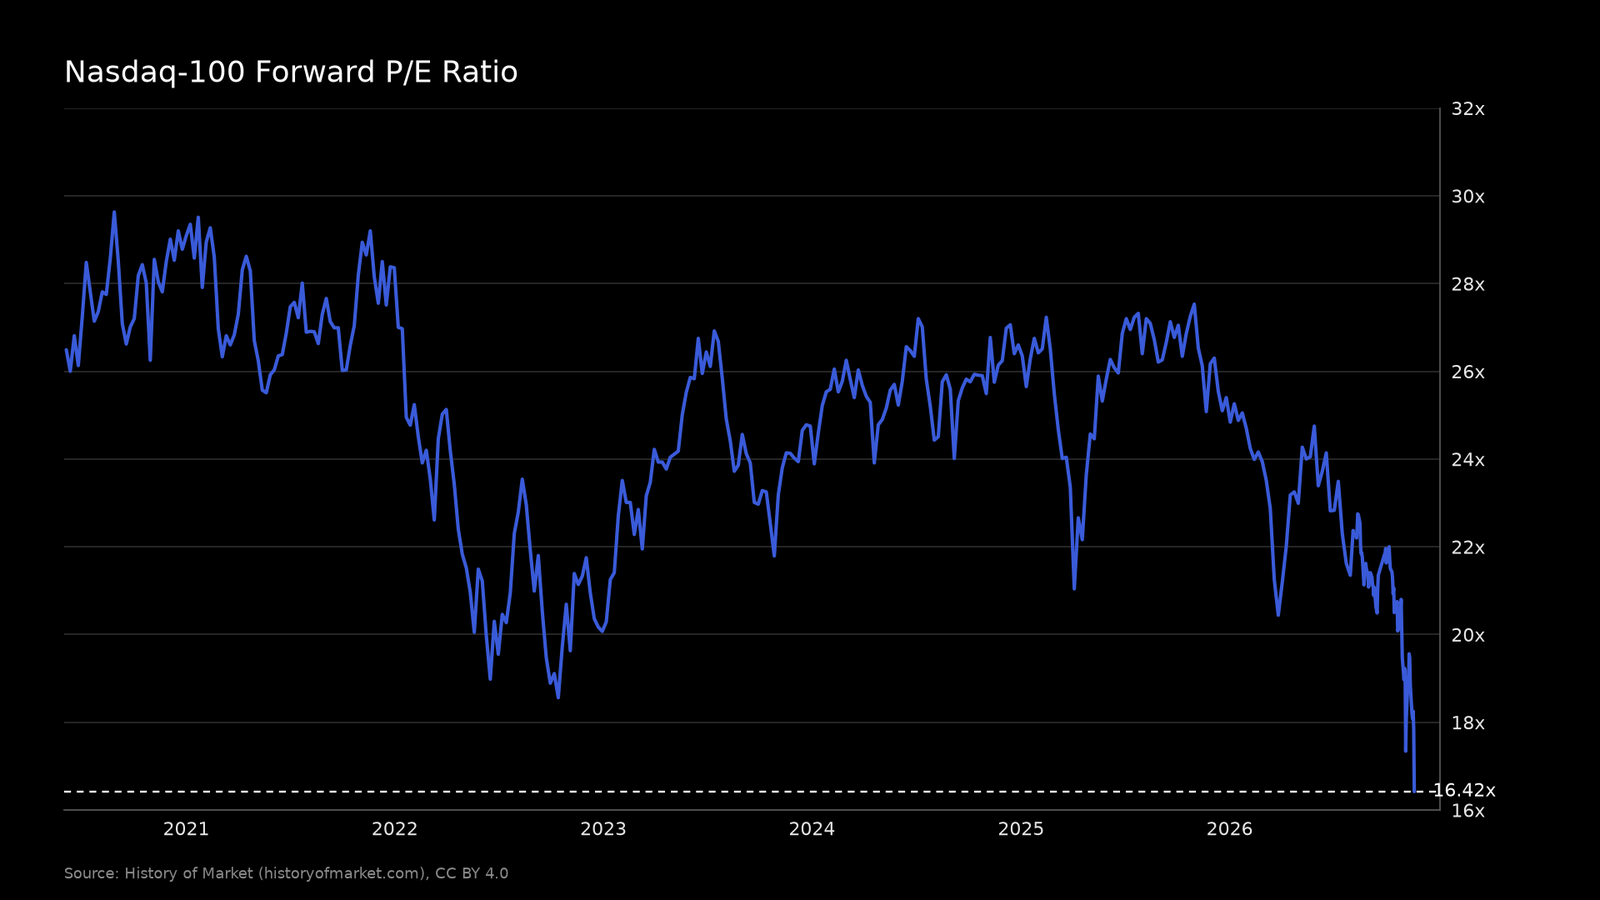 Nasdaq-100 Forward P/E Ratio
32x
30x
28x
26x
24x
22x
20x
18x
16.42x
16x
2021 2022 2023 2024 2025 2026
Source: History of Market (historyofmarket.com), CC BY 4.0